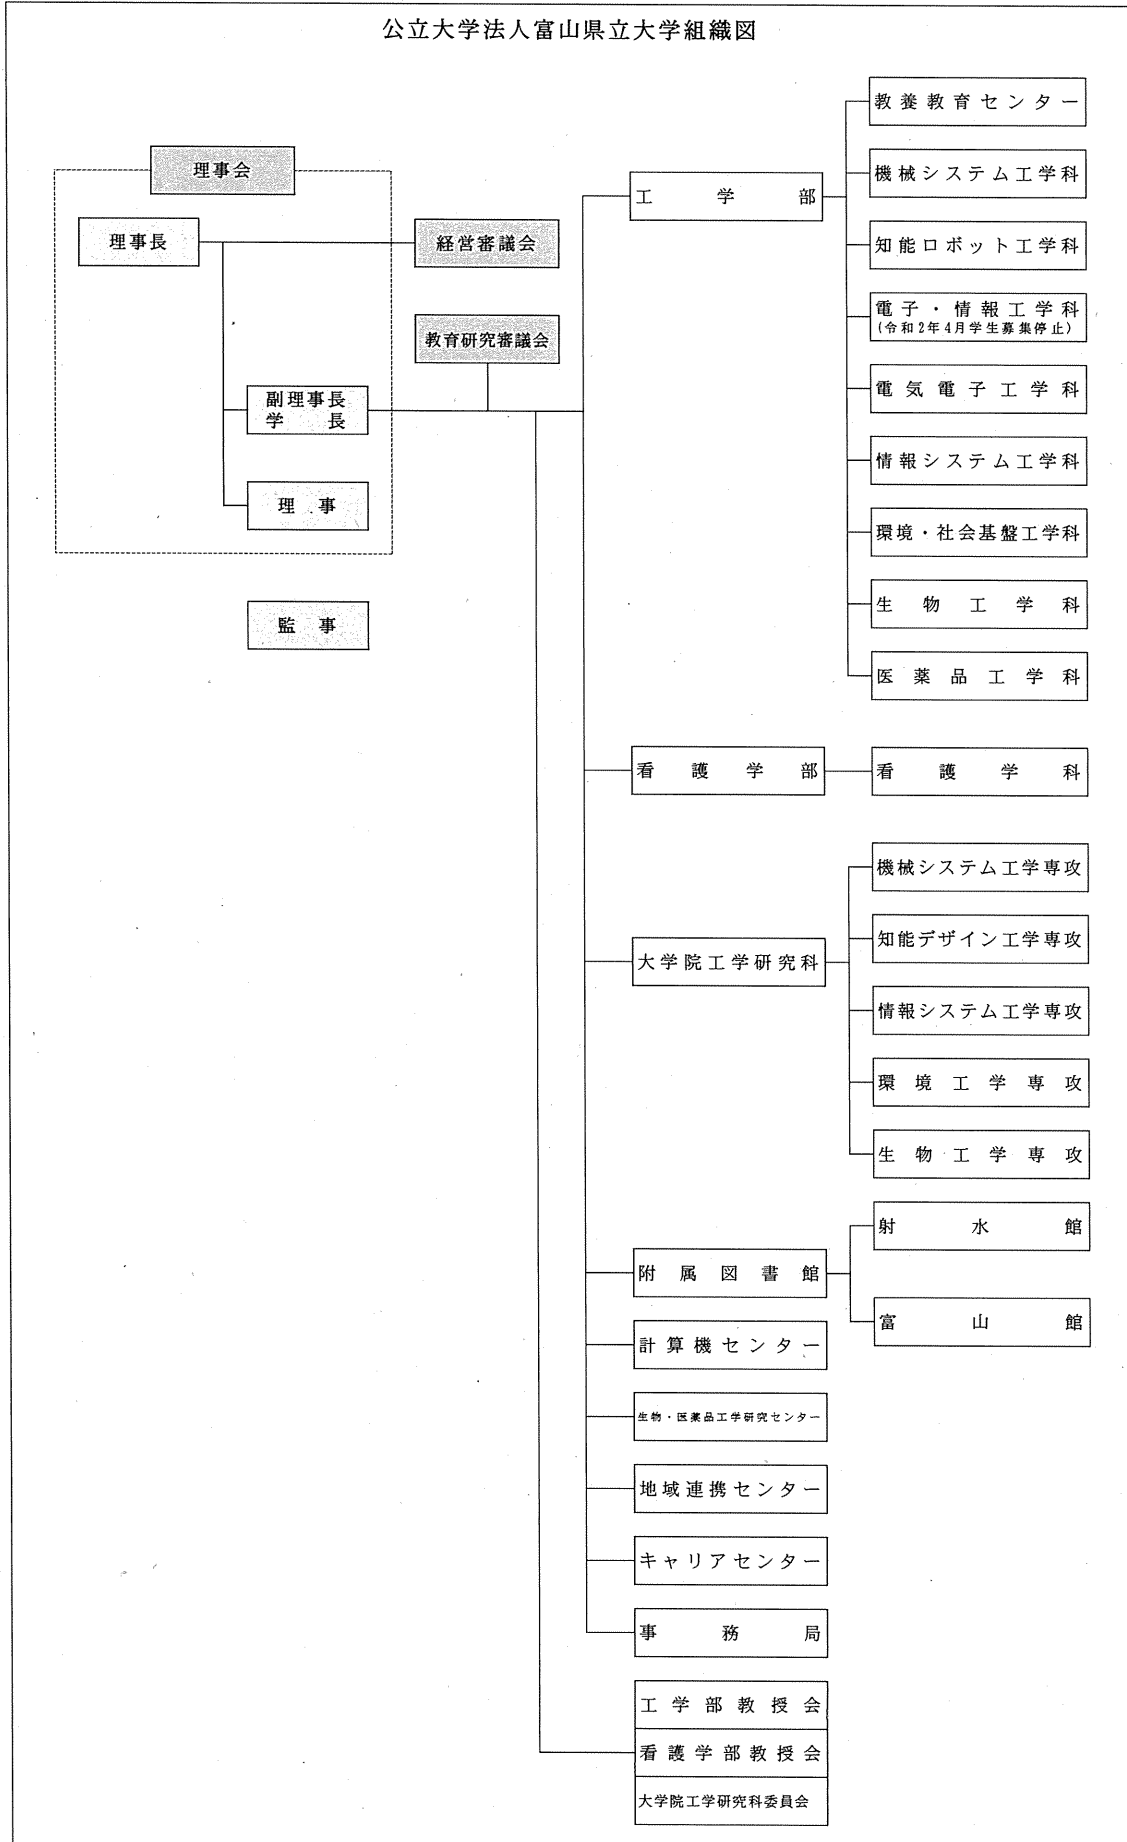 公立大学法人富山県立大学組織図
理事会
理事長
経営審議会
教育研究審議会
副理事長
学長
理事
監事
工学部
教養教育センター
機械システム工学科
知能ロボット工学科
電子・情報工学科
(令和2年4月学生募集停止)
電気電子工学科
情報システム工学科
環境・社会基盤工学科
生物工学科
医薬品工学科
看護学部
看護学科
大学院工学研究科
機械システム工学専攻
知能デザイン工学専攻
情報システム工学専攻
環境工学専攻
生物工学専攻
附属図書館
射水館
富山館
計算機センター
生物・医薬品工学研究センター
地域連携センター
キャリアセンター
事務局
工学部教授会
看護学部教授会
大学院工学研究科委員会